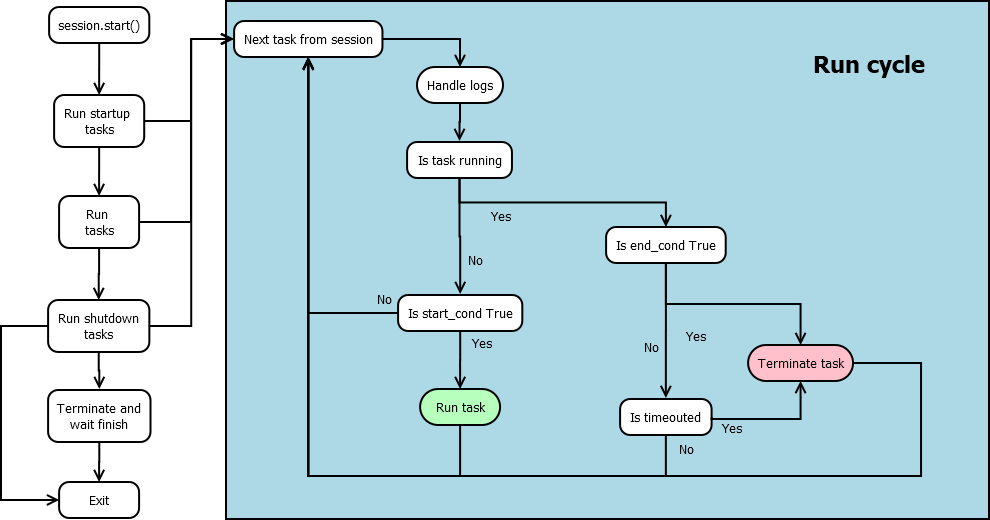 session.start()
Run startup
tasks
Run
tasks
Run shutdown
tasks
Terminate and
wait finish
Exit
Run cycle
Next task from session
Handle logs
Is task running
Yes
No
Is end_cond True
No
Is start_cond True
Yes
Yes
No
Terminate task
Run task
Is timeouted
Yes
No